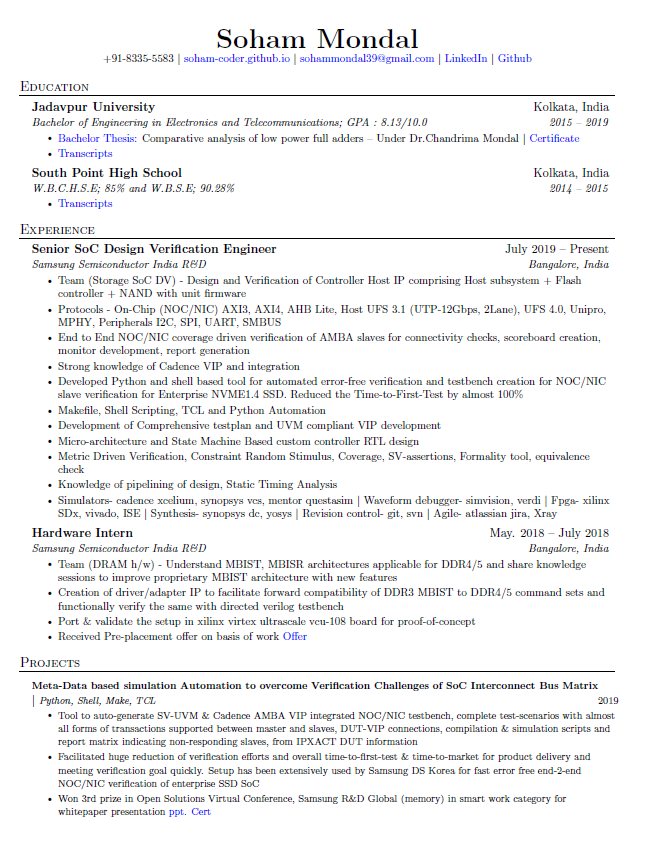 Soham Mondal
+91-8335-5583 | soham-coder.github.io | sohammondal39@gmail.com | LinkedIn | Github
Education
Jadavpur University Kolkata, India
Bachelor of Engineering in Electronics and Telecommunications; GPA : 8.13/10.0 2015 – 2019
• Bachelor Thesis: Comparative analysis of low power full adders – Under Dr.Chandrima Mondal | Certificate
• Transcripts
South Point High School Kolkata, India
W.B.C.H.S.E; 85% and W.B.S.E; 90.28% 2014 – 2015
• Transcripts
Experience
Senior SoC Design Verification Engineer July 2019 – Present
Samsung Semiconductor India R&D Bangalore, India
• Team (Storage SoC DV) - Design and Verification of Controller Host IP comprising Host subsystem + Flash
controller + NAND with unit firmware
• Protocols - On-Chip (NOC/NIC) AXI3, AXI4, AHB Lite, Host UFS 3.1 (UTP-12Gbps, 2Lane), UFS 4.0, Unipro,
MPHY, Peripherals I2C, SPI, UART, SMBUS
• End to End NOC/NIC coverage driven verification of AMBA slaves for connectivity checks, scoreboard creation,
monitor development, report generation
• Strong knowledge of Cadence VIP and integration
• Developed Python and shell based tool for automated error-free verification and testbench creation for NOC/NIC
slave verification for Enterprise NVME1.4 SSD. Reduced the Time-to-First-Test by almost 100%
• Makefile, Shell Scripting, TCL and Python Automation
• Development of Comprehensive testplan and UVM compliant VIP development
• Micro-architecture and State Machine Based custom controller RTL design
• Metric Driven Verification, Constraint Random Stimulus, Coverage, SV-assertions, Formality tool, equivalence
check
• Knowledge of pipelining of design, Static Timing Analysis
• Simulators- cadence xcelium, synopsys vcs, mentor questasim | Waveform debugger- simvision, verdi | Fpga- xilinx
SDx, vivado, ISE | Synthesis- synopsys dc, yosys | Revision control- git, svn | Agile- atlassian jira, Xray
Hardware Intern May. 2018 – July 2018
Samsung Semiconductor India R&D Bangalore, India
• Team (DRAM h/w) - Understand MBIST, MBISR architectures applicable for DDR4/5 and share knowledge
sessions to improve proprietary MBIST architecture with new features
• Creation of driver/adapter IP to facilitate forward compatibility of DDR3 MBIST to DDR4/5 command sets and
functionally verify the same with directed verilog testbench
• Port & validate the setup in xilinx virtex ultrascale vcu-108 board for proof-of-concept
• Received Pre-placement offer on basis of work Offer
Projects
Meta-Data based simulation Automation to overcome Verification Challenges of SoC Interconnect Bus Matrix
| Python, Shell, Make, TCL 2019
• Tool to auto-generate SV-UVM & Cadence AMBA VIP integrated NOC/NIC testbench, complete test-scenarios with almost
all forms of transactions supported between master and slaves, DUT-VIP connections, compilation & simulation scripts and
report matrix indicating non-responding slaves, from IPXACT DUT information
• Facilitated huge reduction of verification efforts and overall time-to-first-test & time-to-market for product delivery and
meeting verification goal quickly. Setup has been extensively used by Samsung DS Korea for fast error free end-2-end
NOC/NIC verification of enterprise SSD SoC
• Won 3rd prize in Open Solutions Virtual Conference, Samsung R&D Global (memory) in smart work category for
whitepaper presentation ppt. Cert